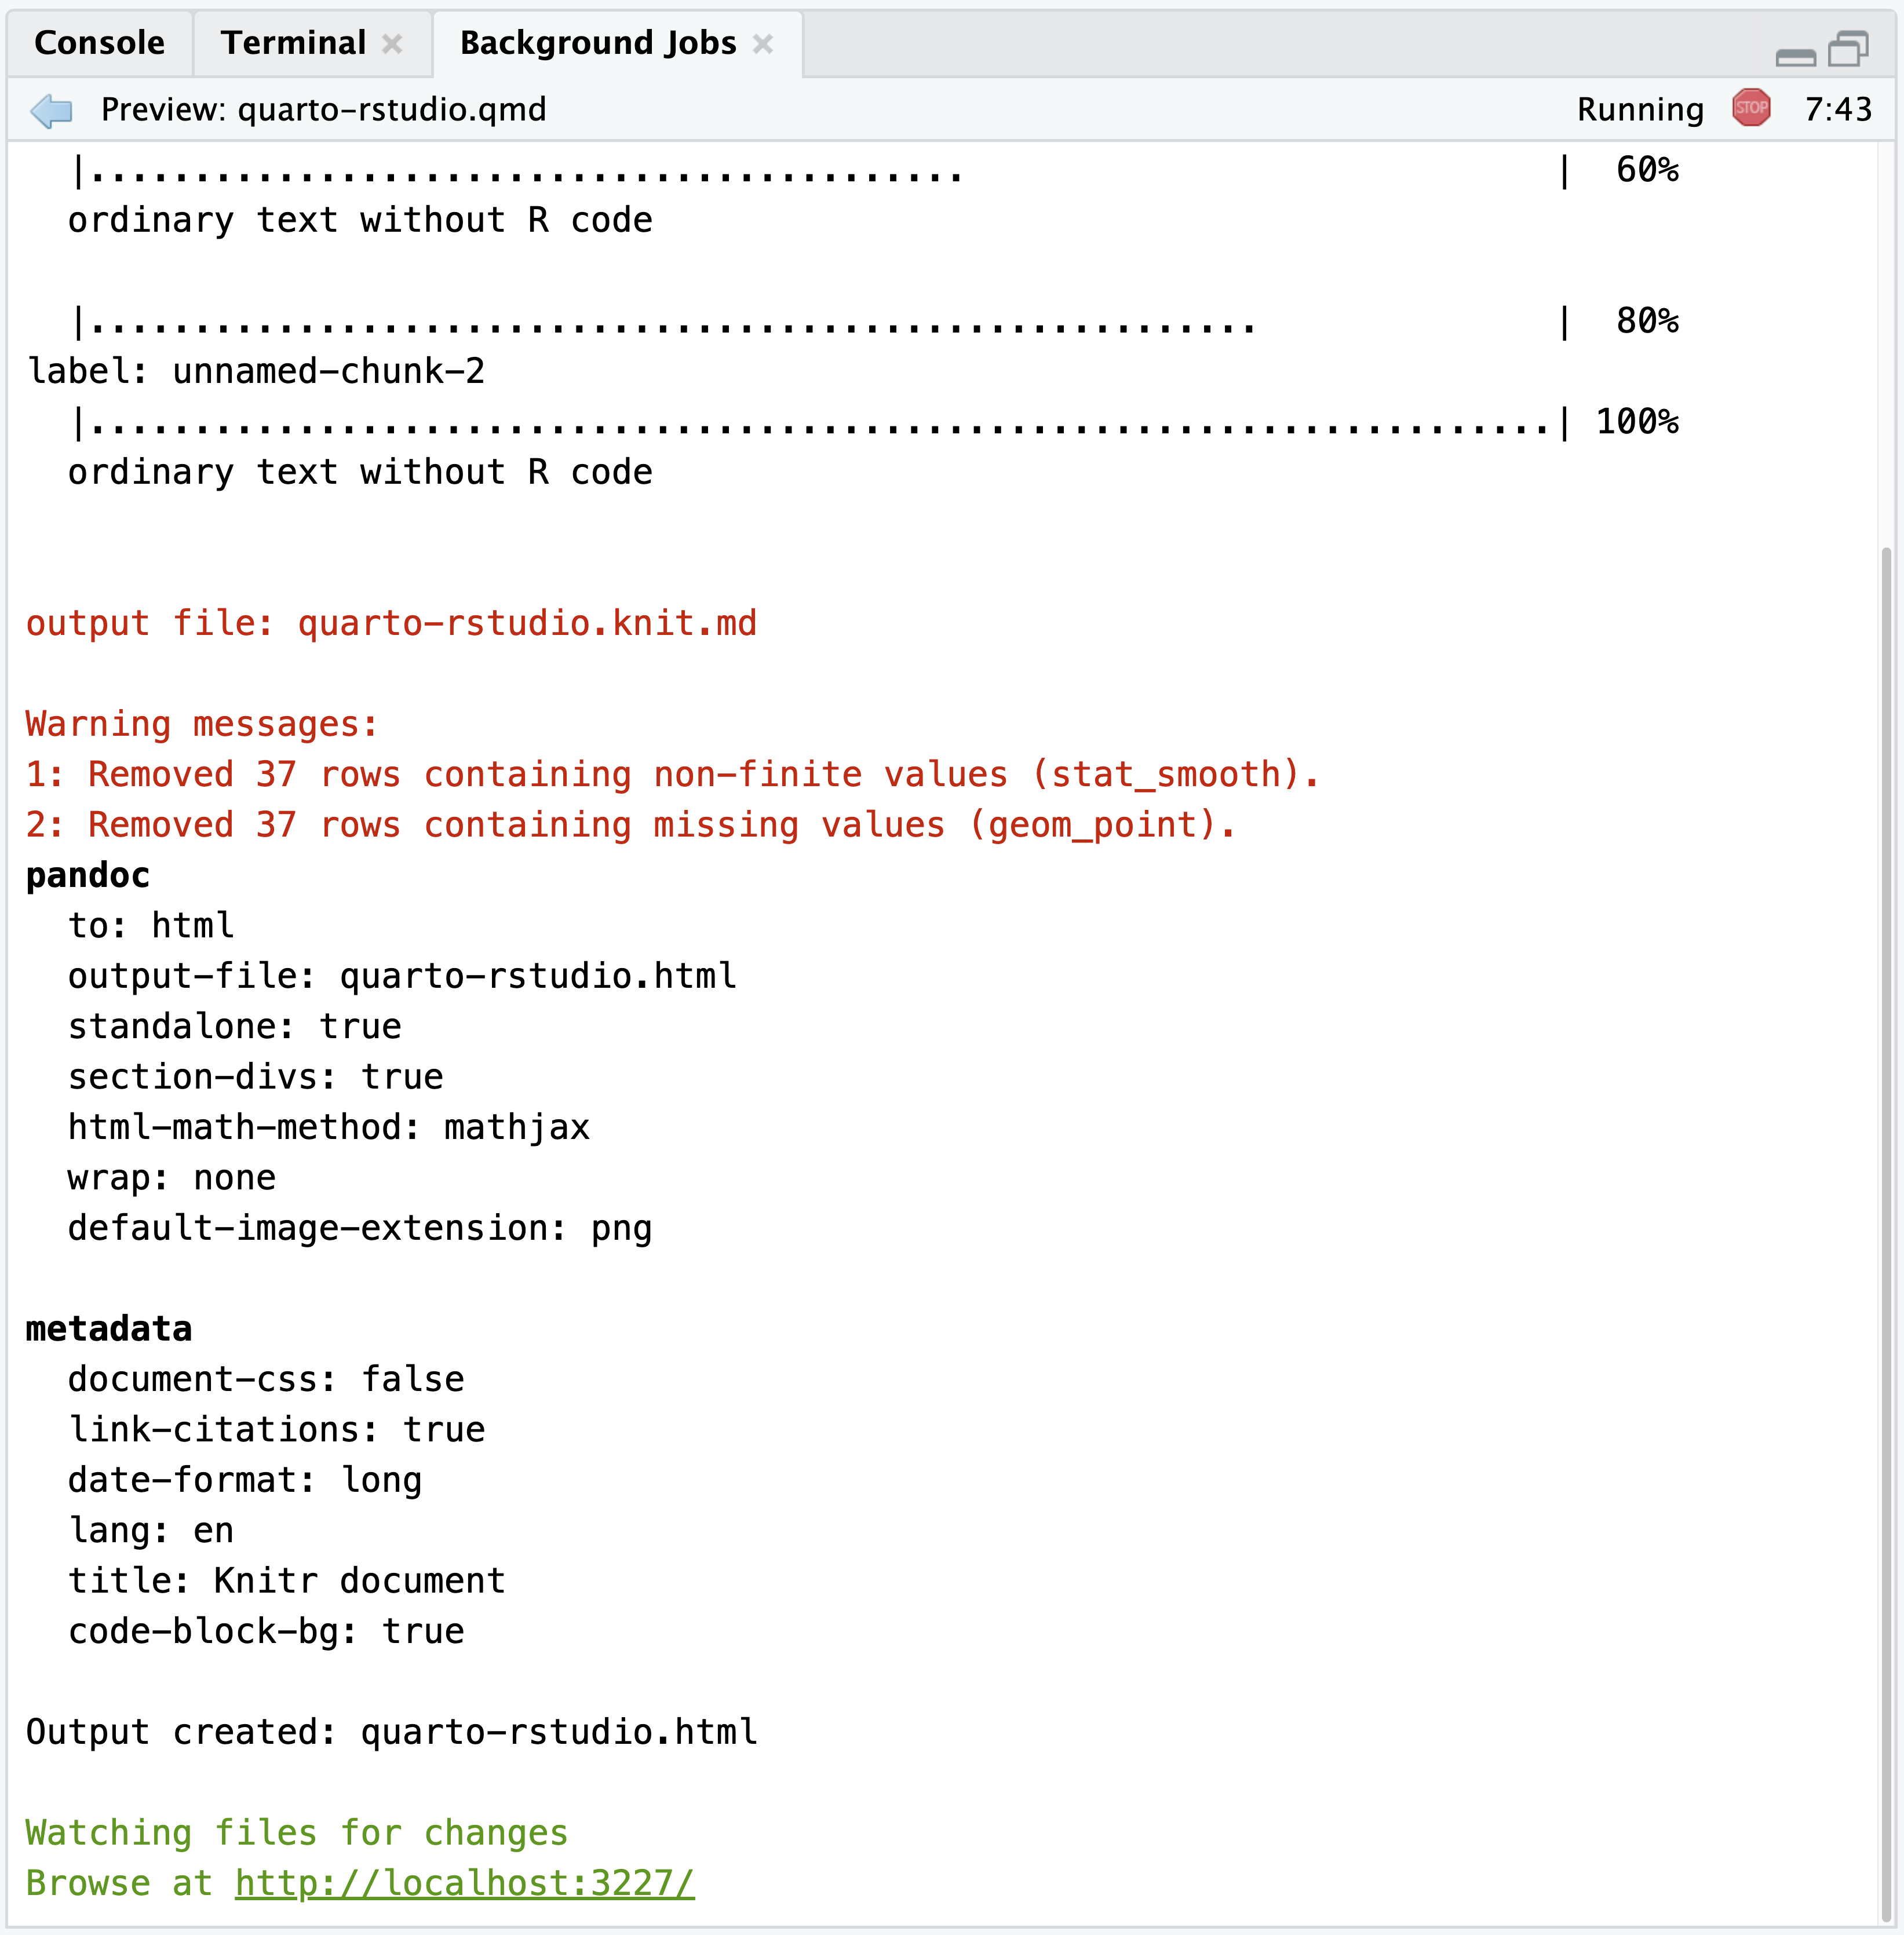 Console Terminal Background Jobs
Preview: quarto-rstudio.qmd Running STOP 7:43
|..........................................                             |  60%
  ordinary text without R code
|........................................................               |  80%
label: unnamed-chunk-2
|......................................................................| 100%
  ordinary text without R code
output file: quarto-rstudio.knit.md
Warning messages:
1: Removed 37 rows containing non-finite values (stat_smooth).
2: Removed 37 rows containing missing values (geom_point).
pandoc
  to: html
  output-file: quarto-rstudio.html
  standalone: true
  section-divs: true
  html-math-method: mathjax
  wrap: none
  default-image-extension: png
metadata
  document-css: false
  link-citations: true
  date-format: long
  lang: en
  title: Knitr document
  code-block-bg: true
Output created: quarto-rstudio.html
Watching files for changes
Browse at http://localhost:3227/